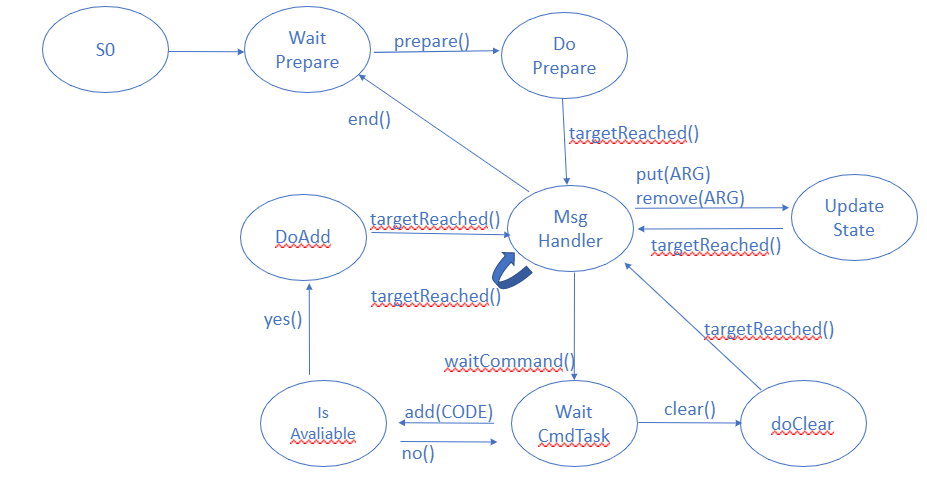 S0
Wait
Prepare
prepare()
Do
Prepare
end()
targetReached()
put(ARG)
remove(ARG)
Update
State
DoAdd
targetReached()
Msg
Handler
targetReached()
targetReached()
yes()
targetReached()
waitCommand()
Is
Avaliable
add(CODE)
no()
Wait
CmdTask
clear()
doClear